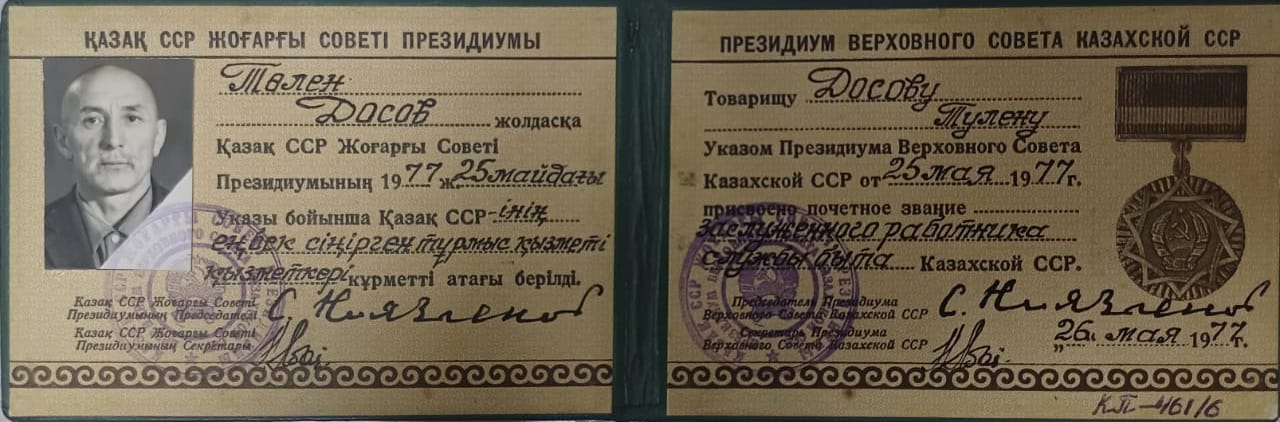 ҚАЗАҚ ССР ЖОҒАРҒЫ СОВЕТІ ПРЕЗИДИУМЫ
Төлен
Досов жолдасқа
Қазақ ССР Жоғарғы Советі
Президиумының 1977 ж. 25 майдағы
Указы бойынша Қазақ ССР-інің
еңбек сіңірген тұрмыс қызметі
қызметкері құрметті атағы берілді.
Қазақ ССР Жоғарғы Советі
Президиумының Председателі С. Ниязбеков
Қазақ ССР Жоғарғы Советі
Президиумының Секретары
ПРЕЗИДИУМ ВЕРХОВНОГО СОВЕТА КАЗАХСКОЙ ССР
Товарищу Досову
Тулену
Указом Президиума Верховного Совета
Казахской ССР от 25 мая 1977 г.
присвоено почетное звание
заслуженного работника
службы быта Казахской ССР.
Председатель Президиума
Верховного Совета Казахской ССР С. Ниязбеков
Секретарь Президиума
Верховного Совета Казахской ССР
„26" мая 1977 г.
КП-461/6